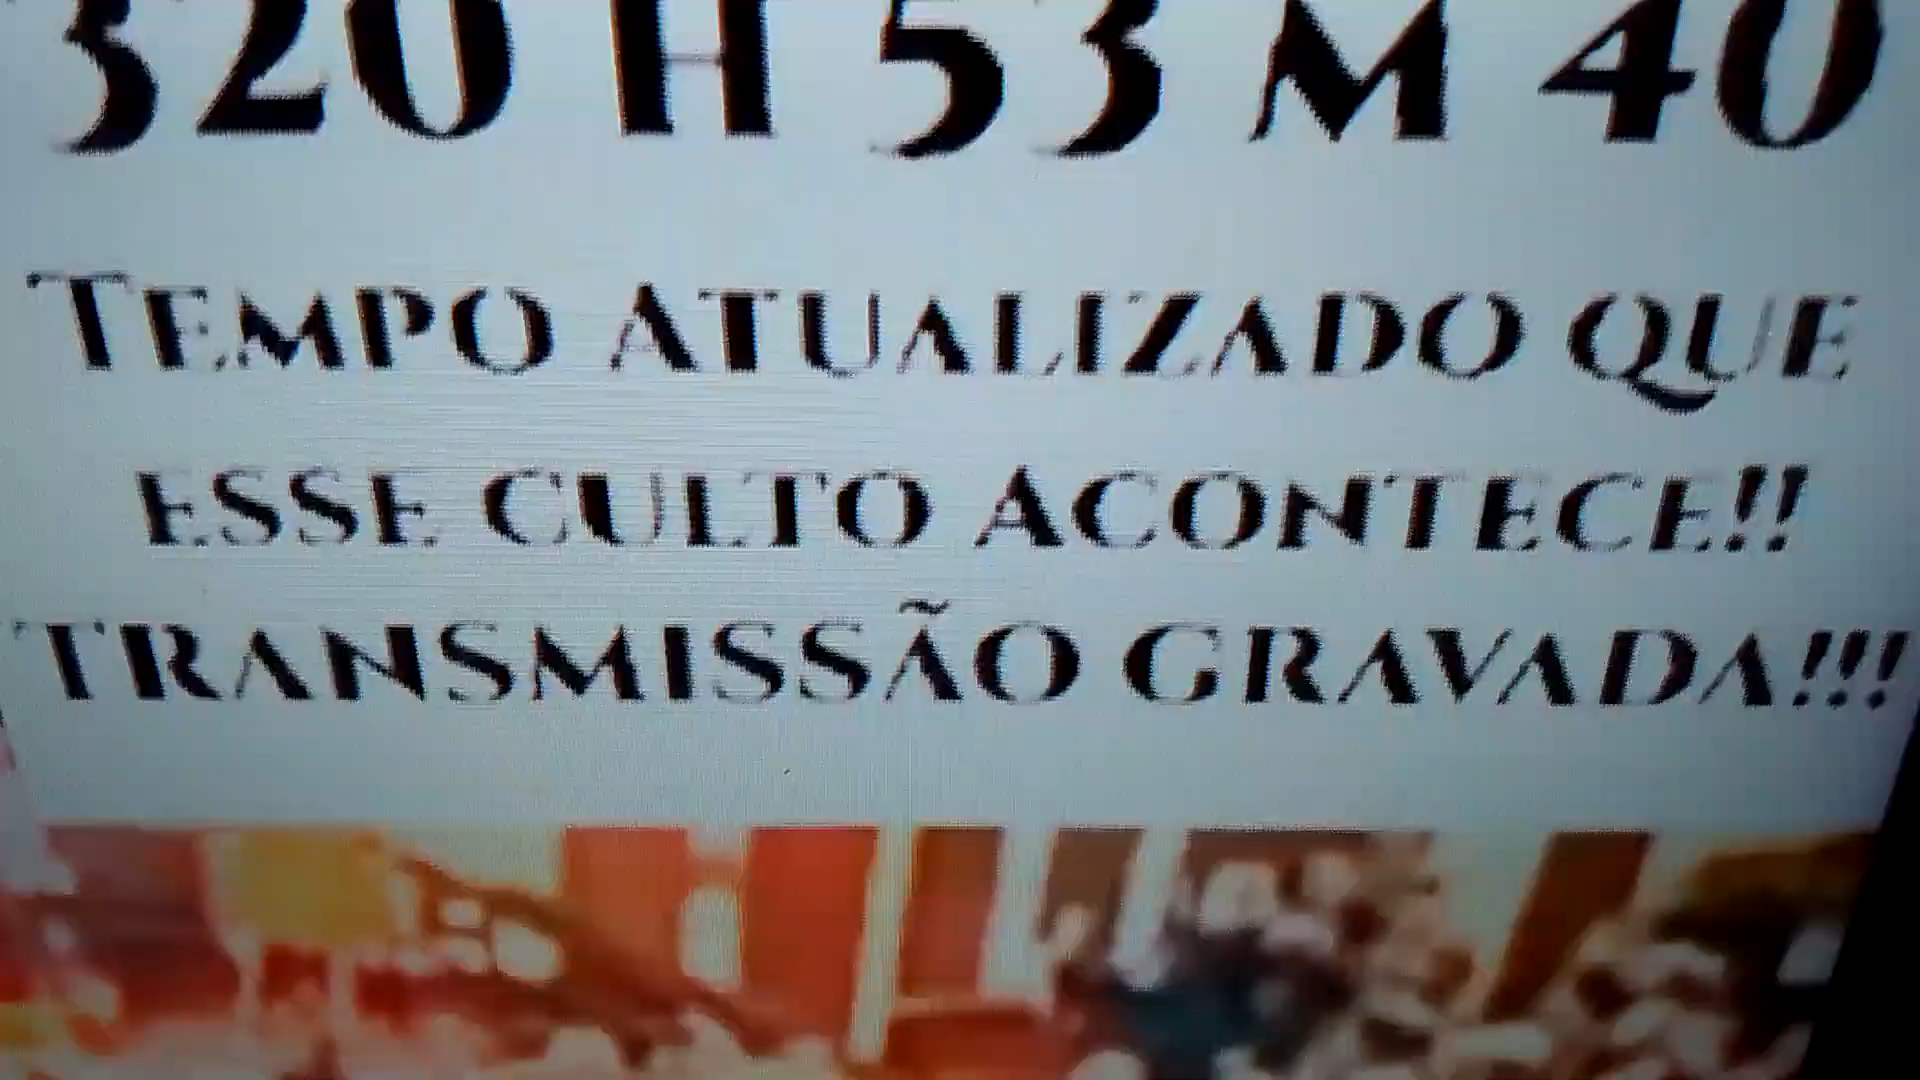 320 H 53 M 40
TEMPO ATUALIZADO QUE
ESSE CULTO ACONTECE!!
TRANSMISSÃO GRAVADA!!!